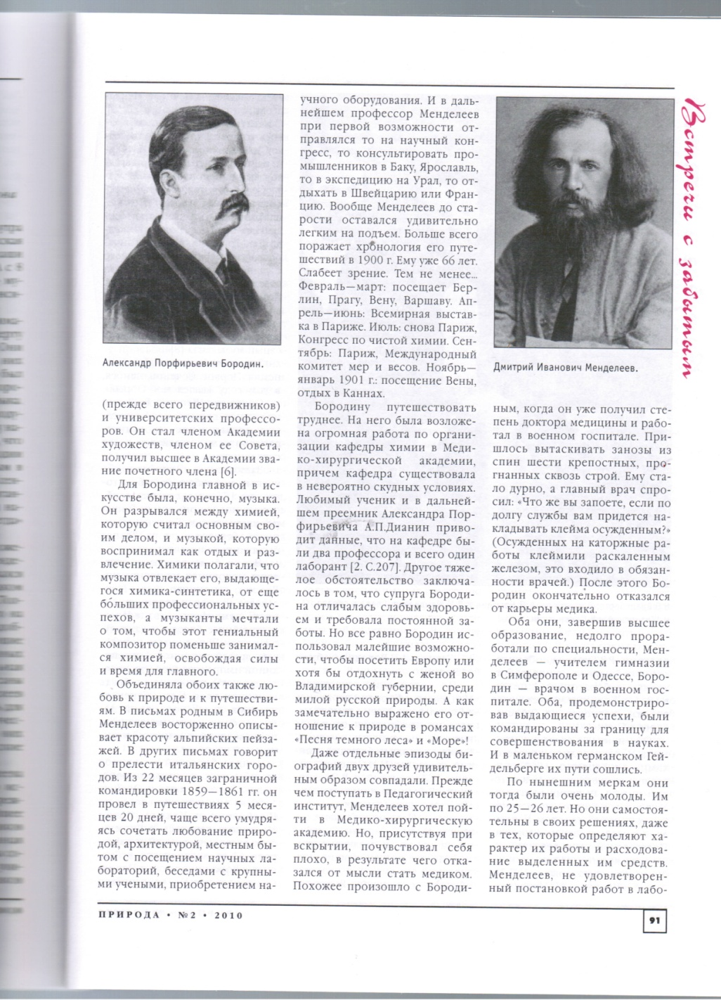 Встречи с забытым
Александр Порфирьевич Бородин.
(прежде всего передвижников)
и университетских профессо-
ров. Он стал членом Академии
художеств, членом ее Совета,
получил высшее в Академии зва-
ние почетного члена [6].
Для Бородина главной в ис-
кусстве была, конечно, музыка.
Он разрывался между химией,
которую считал основным сво-
им делом, и музыкой, которую
воспринимал как отдых и раз-
влечение. Химики полагали, что
музыка отвлекает его, выдающе-
гося химика-синтетика, от еще
бо́льших профессиональных ус-
пехов, а музыканты мечтали
о том, чтобы этот гениальный
композитор поменьше занимал-
ся химией, освобождая силы
и время для главного.
Объединяла обоих также лю-
бовь к природе и к путешестви-
ям. В письмах родным в Сибирь
Менделеев восторженно описы-
вает красоту альпийских пейза-
жей. В других письмах говорит
о прелести итальянских горо-
дов. Из 22 месяцев заграничной
командировки 1859—1861 гг. он
провел в путешествиях 5 меся-
цев 20 дней, чаще всего умудря-
ясь сочетать любование приро-
дой, архитектурой, местным бы-
том с посещением научных ла-
бораторий, беседами с крупны-
ми учеными, приобретением на-
учного оборудования. И в даль-
нейшем профессор Менделеев
при первой возможности от-
правлялся то на научный кон-
гресс, то консультировать про-
мышленников в Баку, Ярославль,
то в экспедицию на Урал, то от-
дыхать в Швейцарию или Фран-
цию. Вообще Менделеев до ста-
рости оставался удивительно
легким на подъем. Больше всего
поражает хронология его путе-
шествий в 1900 г. Ему уже 66 лет.
Слабеет зрение. Тем не менее...
Февраль—март: посещает Бер-
лин, Прагу, Вену, Варшаву. Ап-
рель—июнь: Всемирная выстав-
ка в Париже. Июль: снова Париж,
Конгресс по чистой химии. Сен-
тябрь: Париж, Международный
комитет мер и весов. Ноябрь—
январь 1901 г.: посещение Вены,
отдых в Каннах.
Бородину путешествовать
труднее. На него была возложе-
на огромная работа по органи-
зации кафедры химии в Меди-
ко-хирургической академии,
причем кафедра существовала
в невероятно скудных условиях.
Любимый ученик и в дальней-
шем преемник Александра Пор-
фирьевича А.П.Дианин приво-
дит данные, что на кафедре бы-
ли два профессора и всего один
лаборант [2. С.207]. Другое тяже-
лое обстоятельство заключа-
лось в том, что супруга Бороди-
на отличалась слабым здоровь-
ем и требовала постоянной за-
боты. Но все равно Бородин ис-
пользовал малейшие возможно-
сти, чтобы посетить Европу или
хотя бы отдохнуть с женой во
Владимирской губернии, среди
милой русской природы. А как
замечательно выражено его от-
ношение к природе в романсах
«Песня темного леса» и «Море»!
Даже отдельные эпизоды би-
ографий двух друзей удивитель-
ным образом совпадали. Прежде
чем поступать в Педагогический
институт, Менделеев хотел пой-
ти в Медико-хирургическую
академию. Но, присутствуя при
вскрытии, почувствовал себя
плохо, в результате чего отка-
зался от мысли стать медиком.
Похожее произошло с Бороди-
Дмитрий Иванович Менделеев.
ным, когда он уже получил сте-
пень доктора медицины и рабо-
тал в военном госпитале. При-
шлось вытаскивать занозы из
спин шести крепостных, про-
гнанных сквозь строй. Ему ста-
ло дурно, а главный врач спро-
сил: «Что же вы запоете, если по
долгу службы вам придется на-
кладывать клейма осужденным?»
(Осужденных на каторжные ра-
боты клеймили раскаленным
железом, это входило в обязан-
ности врачей.) После этого Бо-
родин окончательно отказался
от карьеры медика.
Оба они, завершив высшее
образование, недолго прора-
ботали по специальности, Мен-
делеев — учителем гимназии
в Симферополе и Одессе, Боро-
дин — врачом в военном гос-
питале. Оба, продемонстриро-
вав выдающиеся успехи, были
командированы за границу для
совершенствования в науках.
И в маленьком германском Гей-
дельберге их пути сошлись.
По нынешним меркам они
тогда были очень молоды. Им
по 25—26 лет. Но они самостоя-
тельны в своих решениях, даже
в тех, которые определяют ха-
рактер их работы и расходова-
ние выделенных им средств.
Менделеев, не удовлетворен-
ный постановкой работ в лабо-
ПРИРОДА • №2 • 2010
91